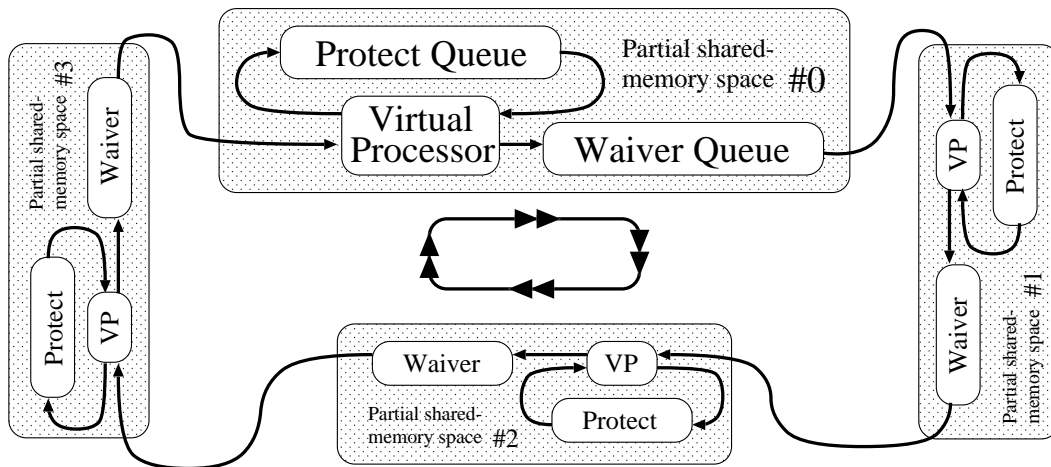 Protect Queue
Partial shared-
memory space #0
Virtual
Processor
Waiver Queue
Partial shared-
memory space #3
Waiver
Protect
VP
VP
Protect
Waiver
Partial shared-
memory space #1
Waiver
VP
Protect
Partial shared-
memory space #2